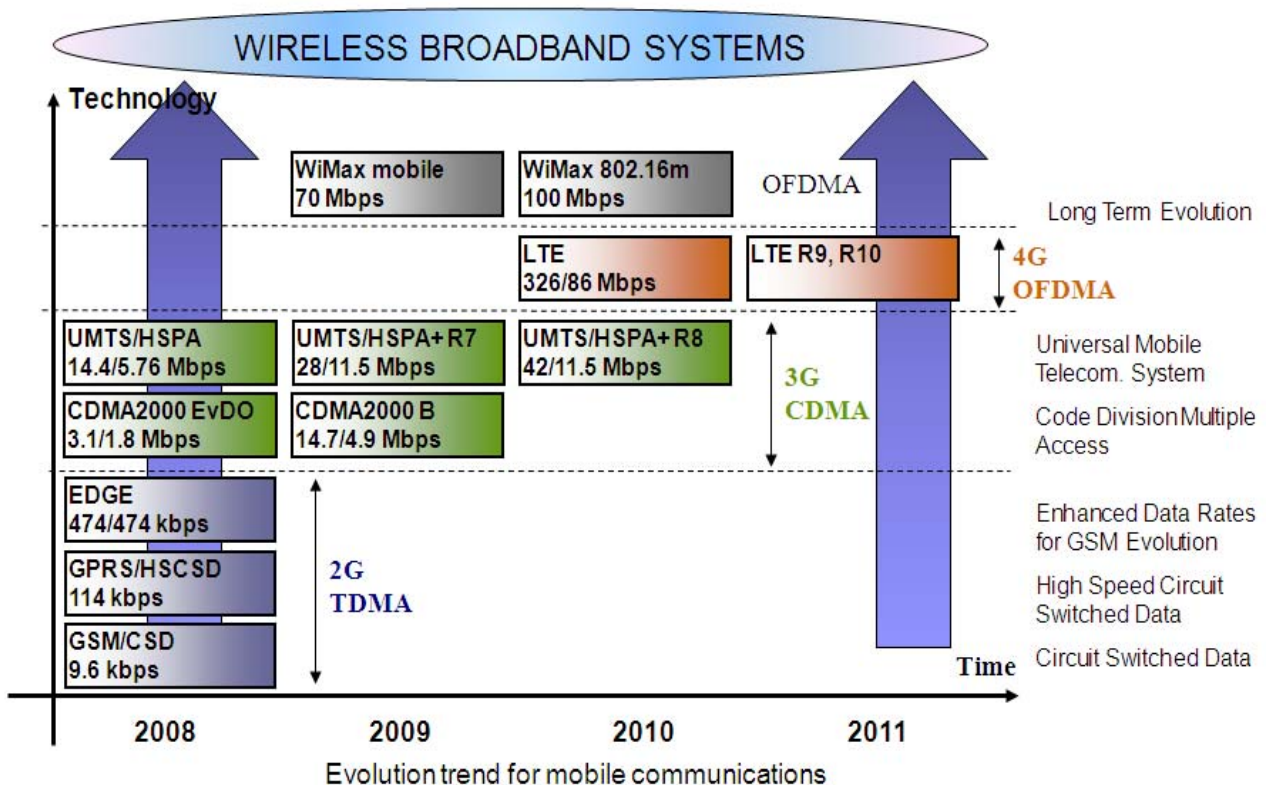 WIRELESS BROADBAND SYSTEMS
Technology
WiMax mobile
70 Mbps
WiMax 802.16m
100 Mbps
OFDMA
Long Term Evolution
LTE
326/86 Mbps
LTE R9, R10
4G
OFDMA
UMTS/HSPA
14.4/5.76 Mbps
UMTS/HSPA+ R7
28/11.5 Mbps
UMTS/HSPA+ R8
42/11.5 Mbps
3G
CDMA
Universal Mobile
Telecom. System
CDMA2000 EvDO
3.1/1.8 Mbps
CDMA2000 B
14.7/4.9 Mbps
Code Division Multiple
Access
EDGE
474/474 kbps
GPRS/HSCSD
114 kbps
GSM/CSD
9.6 kbps
2G
TDMA
Enhanced Data Rates
for GSM Evolution
High Speed Circuit
Switched Data
Circuit Switched Data
Time
2008
2009
2010
2011
Evolution trend for mobile communications